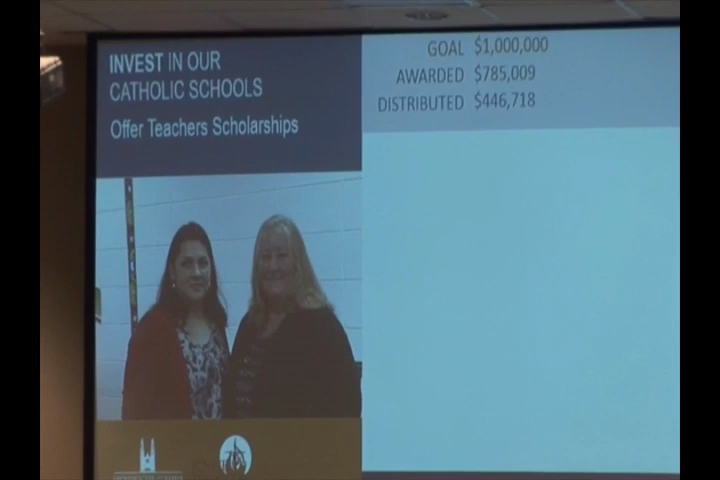 INVEST IN OUR
CATHOLIC SCHOOLS
Offer Teachers Scholarships
GOAL $1,000,000
AWARDED $785,009
DISTRIBUTED $446,718